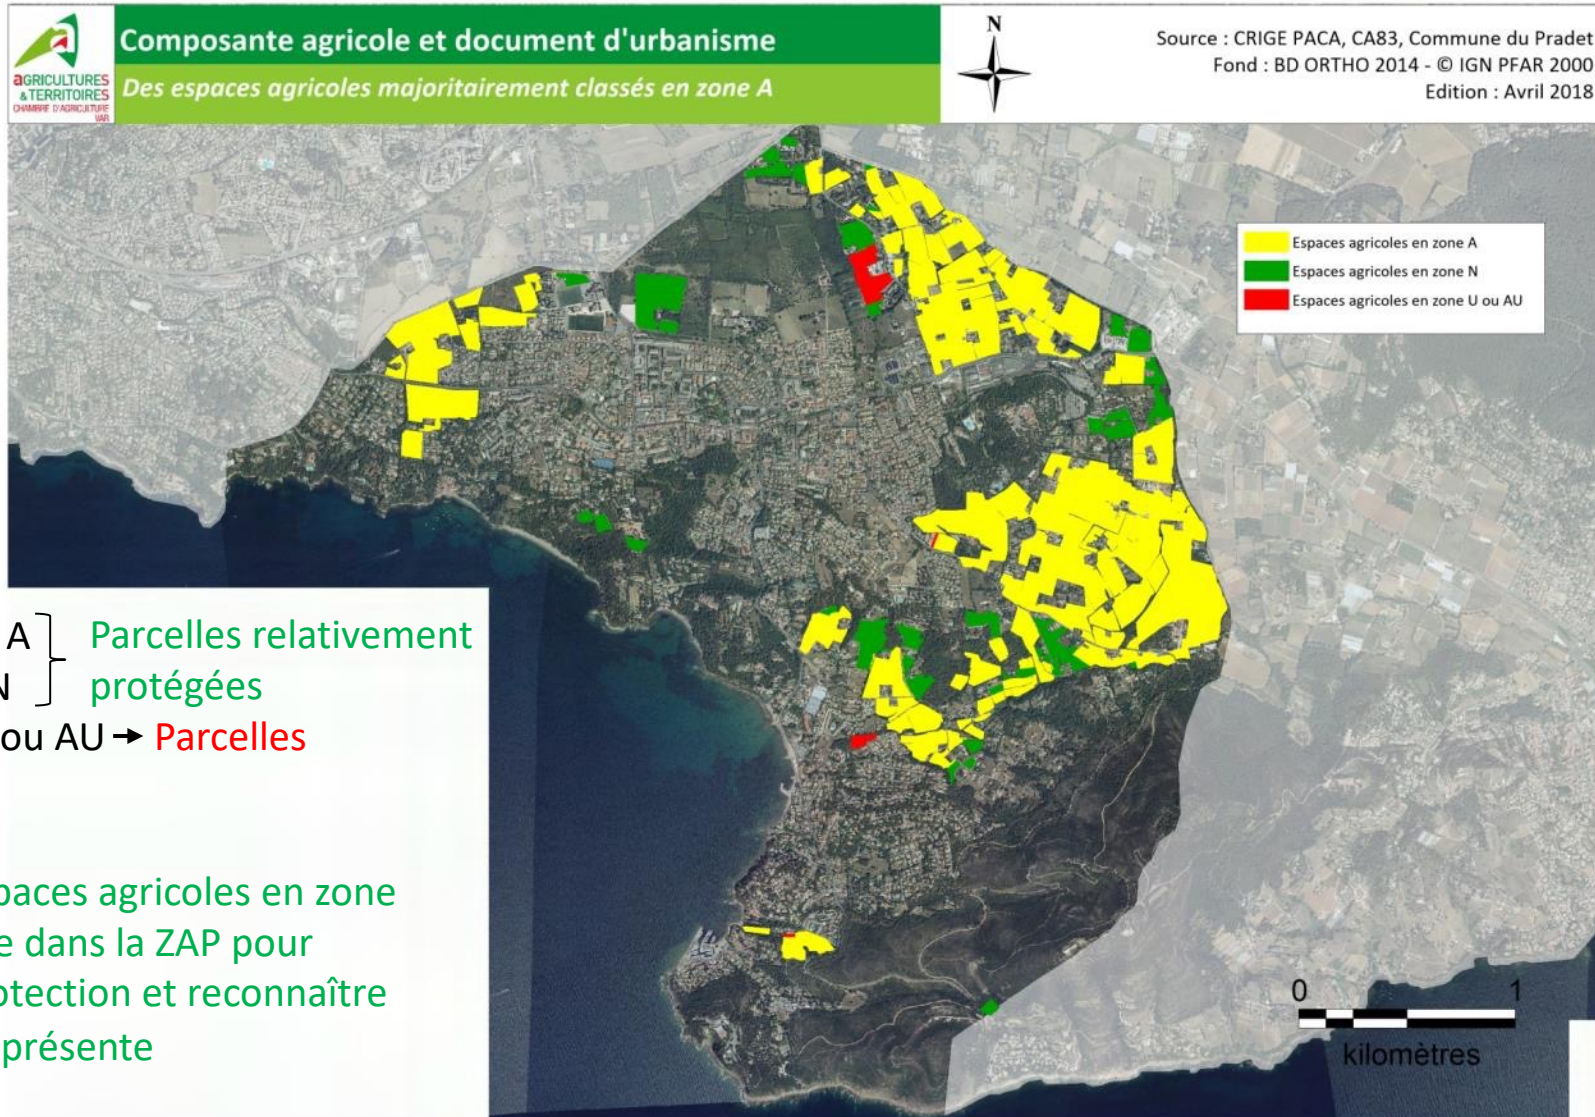 aGRICULTURES
& TERRITOIRES
CHAMBRE D'AGRICULTURE
VAR
Composante agricole et document d'urbanisme
Des espaces agricoles majoritairement classés en zone A
N
Source : CRIGE PACA, CA83, Commune du Pradet
Fond : BD ORTHO 2014 - © IGN PFAR 2000
Edition : Avril 2018
Espaces agricoles en zone A
Espaces agricoles en zone N
Espaces agricoles en zone U ou AU
A
N
Parcelles relativement
protégées
ou AU → Parcelles
paces agricoles en zone
e dans la ZAP pour
otection et reconnaître
présente
0 1
kilomètres